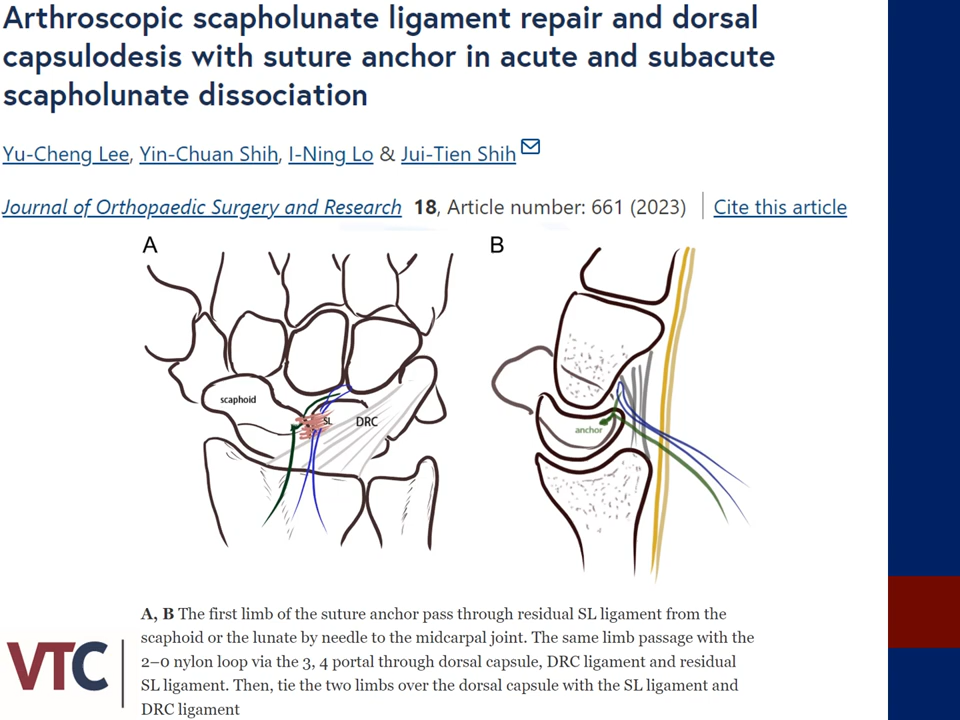 Arthroscopic scapholunate ligament repair and dorsal
capsulodesis with suture anchor in acute and subacute
scapholunate dissociation
Yu-Cheng Lee, Yin-Chuan Shih, I-Ning Lo & Jui-Tien Shih
Journal of Orthopaedic Surgery and Research 18, Article number: 661 (2023) Cite this article
A
B
scaphoid
SL
DRC
anchor
A, B The first limb of the suture anchor pass through residual SL ligament from the
scaphoid or the lunate by needle to the midcarpal joint. The same limb passage with the
2–0 nylon loop via the 3, 4 portal through dorsal capsule, DRC ligament and residual
SL ligament. Then, tie the two limbs over the dorsal capsule with the SL ligament and
DRC ligament
VTC